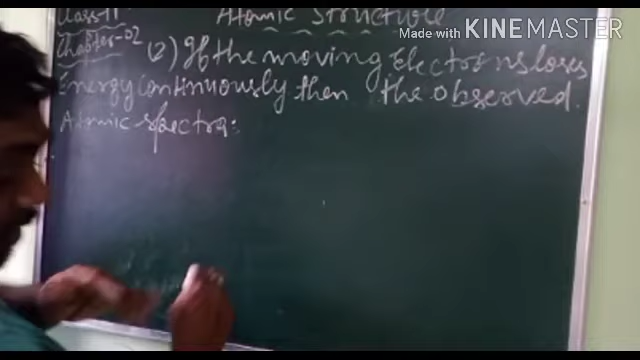 Class-11 Atomic Structure
Made with KINEMASTER
Chapter-02
(2) If the moving Electrons loses
Energy continuously then the observed
Atomic spectra: